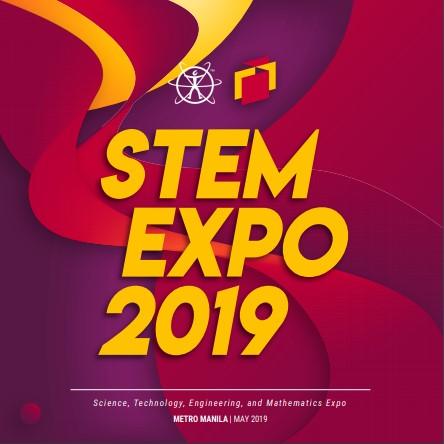 STEM
EXPO
2019
Science, Technology, Engineering, and Mathematics Expo
METRO MANILA | MAY 2019